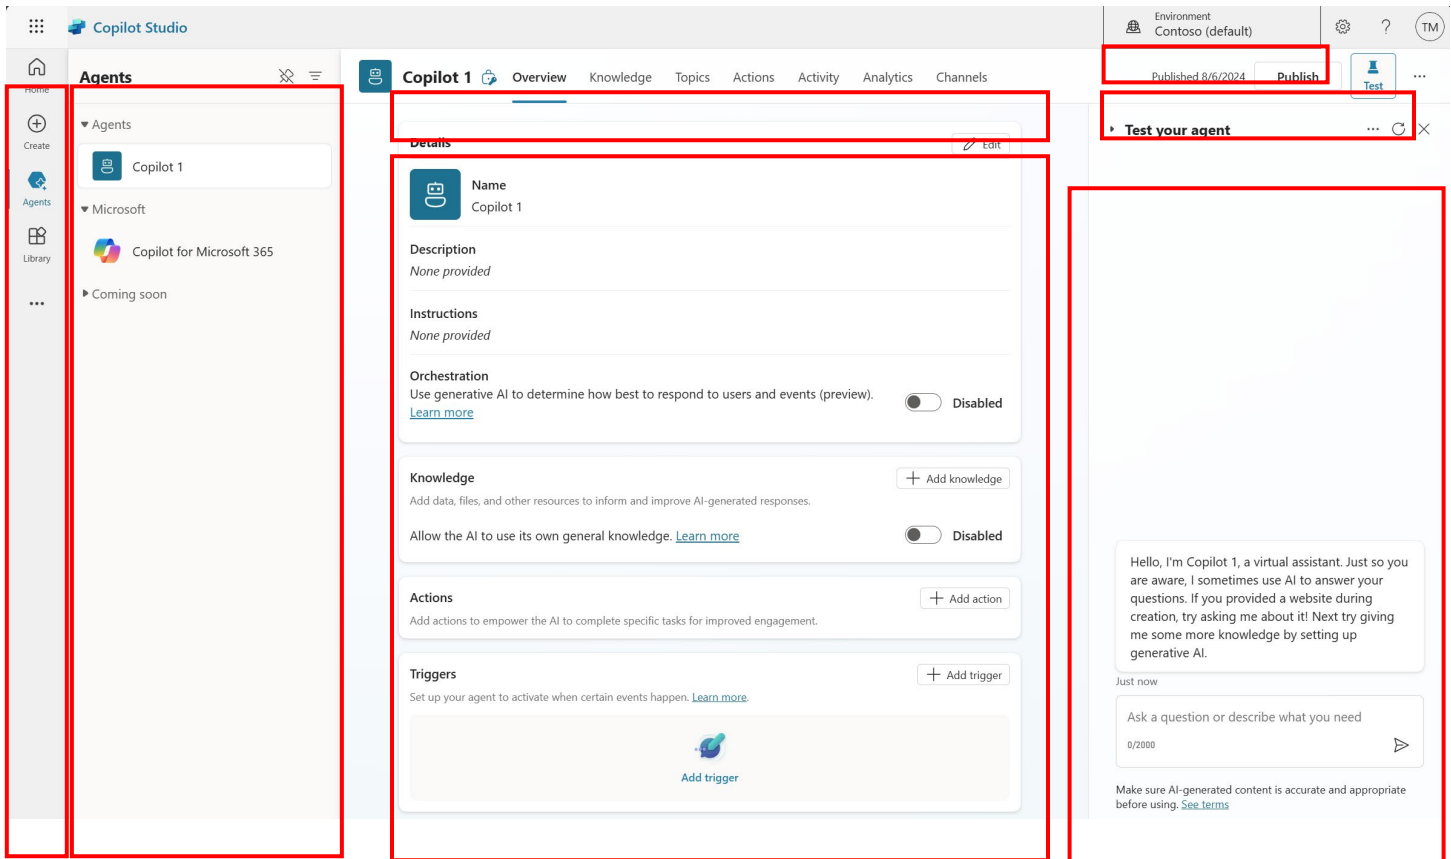 Copilot Studio
Environment
Contoso (default)
TM
Home
Create
Agents
Library
Agents
Agents
Copilot 1
Microsoft
Copilot for Microsoft 365
Coming soon
Copilot 1 Overview Knowledge Topics Actions Activity Analytics Channels
Published 8/6/2024 Publish Test
Details Edit
Name
Copilot 1
Description
None provided
Instructions
None provided
Orchestration
Use generative AI to determine how best to respond to users and events (preview).
Learn more
Disabled
Knowledge Add knowledge
Add data, files, and other resources to inform and improve AI-generated responses.
Allow the AI to use its own general knowledge. Learn more Disabled
Actions Add action
Add actions to empower the AI to complete specific tasks for improved engagement.
Triggers Add trigger
Set up your agent to activate when certain events happen. Learn more.
Add trigger
Test your agent
Hello, I'm Copilot 1, a virtual assistant. Just so you
are aware, I sometimes use AI to answer your
questions. If you provided a website during
creation, try asking me about it! Next try giving
me some more knowledge by setting up
generative AI.
Just now
Ask a question or describe what you need
0/2000
Make sure AI-generated content is accurate and appropriate
before using. See terms